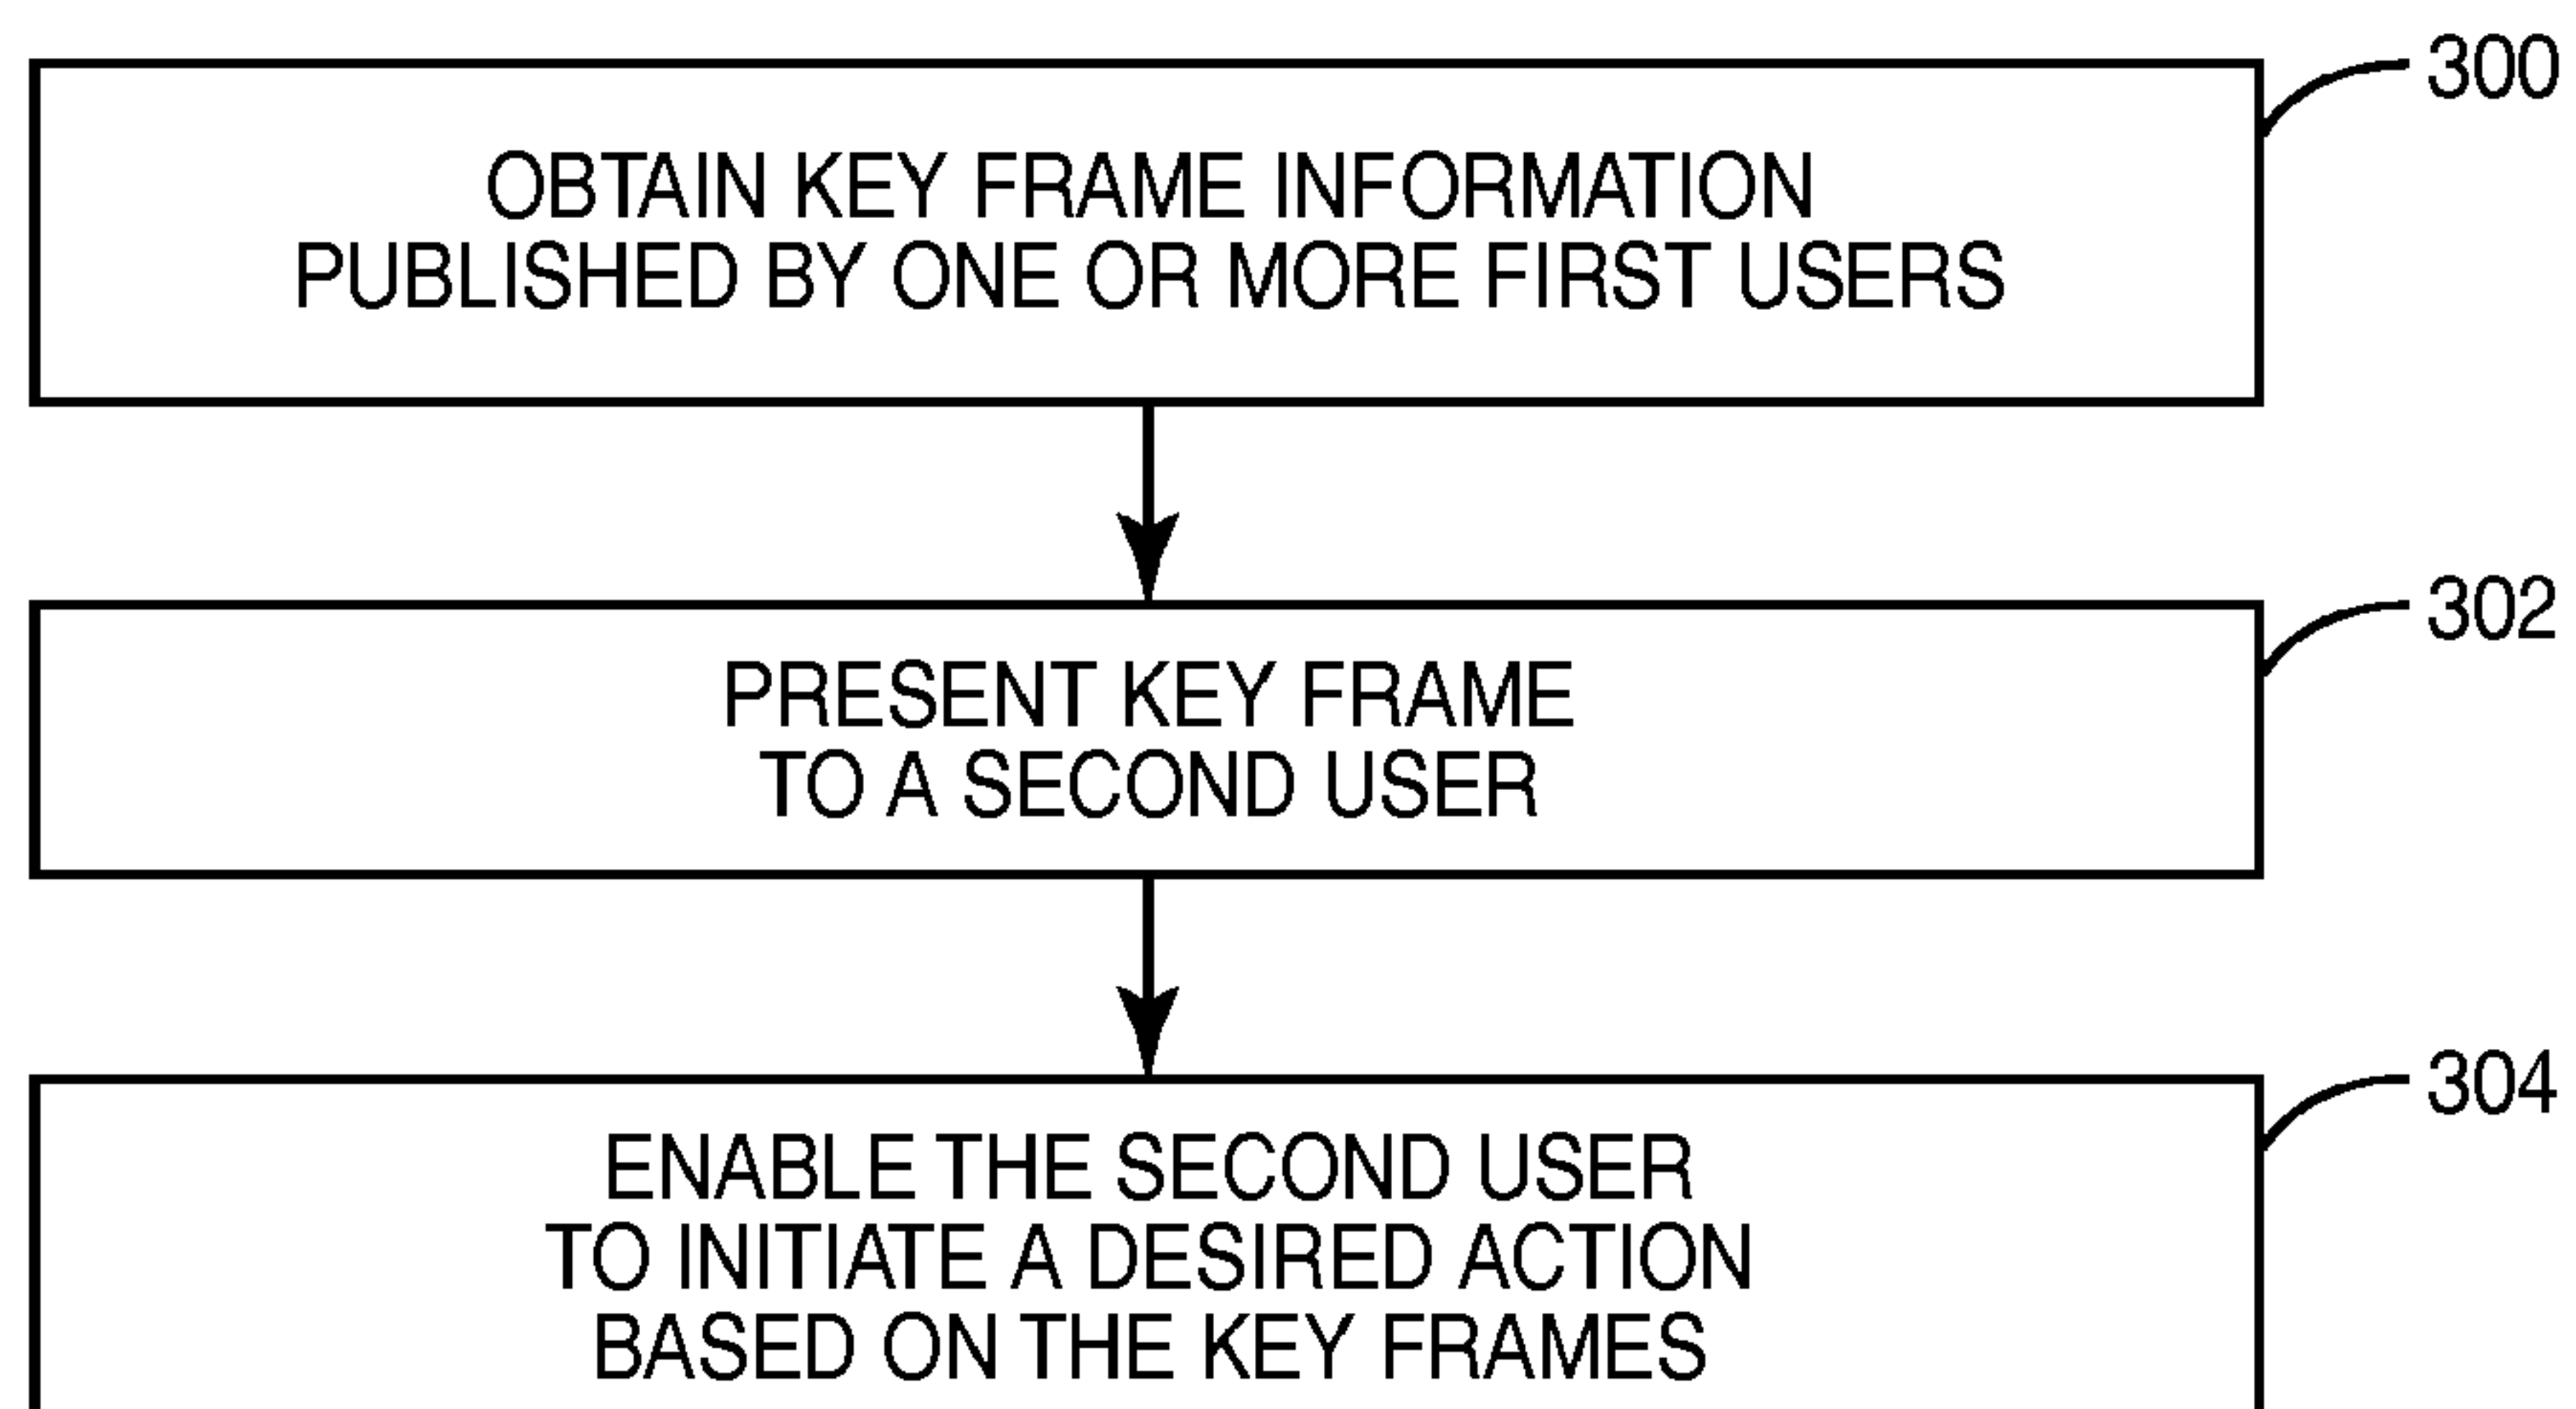 300
OBTAIN KEY FRAME INFORMATION
PUBLISHED BY ONE OR MORE FIRST USERS
302
PRESENT KEY FRAME
TO A SECOND USER
304
ENABLE THE SECOND USER
TO INITIATE A DESIRED ACTION
BASED ON THE KEY FRAMES